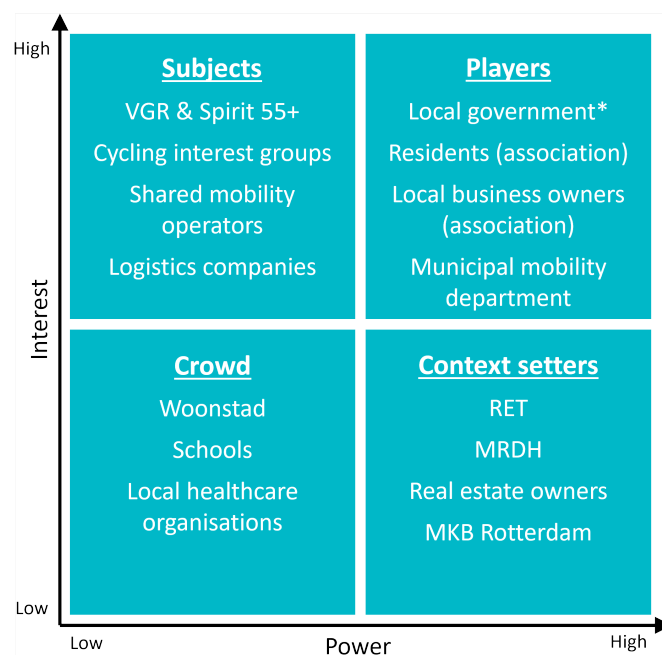 High
Subjects
VGR & Spirit 55+
Cycling interest groups
Shared mobility
operators
Logistics companies
Players
Local government*
Residents (association)
Local business owners
(association)
Municipal mobility
department
Interest
Crowd
Woonstad
Schools
Local healthcare
organisations
Context setters
RET
MRDH
Real estate owners
MKB Rotterdam
Low
Low
Power
High